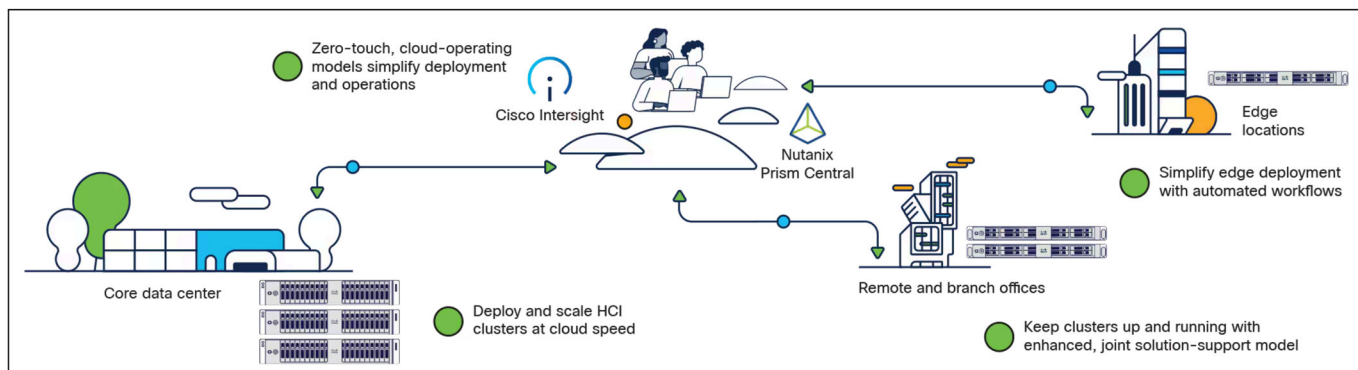 Zero-touch, cloud-operating
models simplify deployment
and operations
Cisco Intersight
Nutanix
Prism Central
Edge
locations
Simplify edge deployment
with automated workflows
Core data center
Deploy and scale HCI
clusters at cloud speed
Remote and branch offices
Keep clusters up and running with
enhanced, joint solution-support model